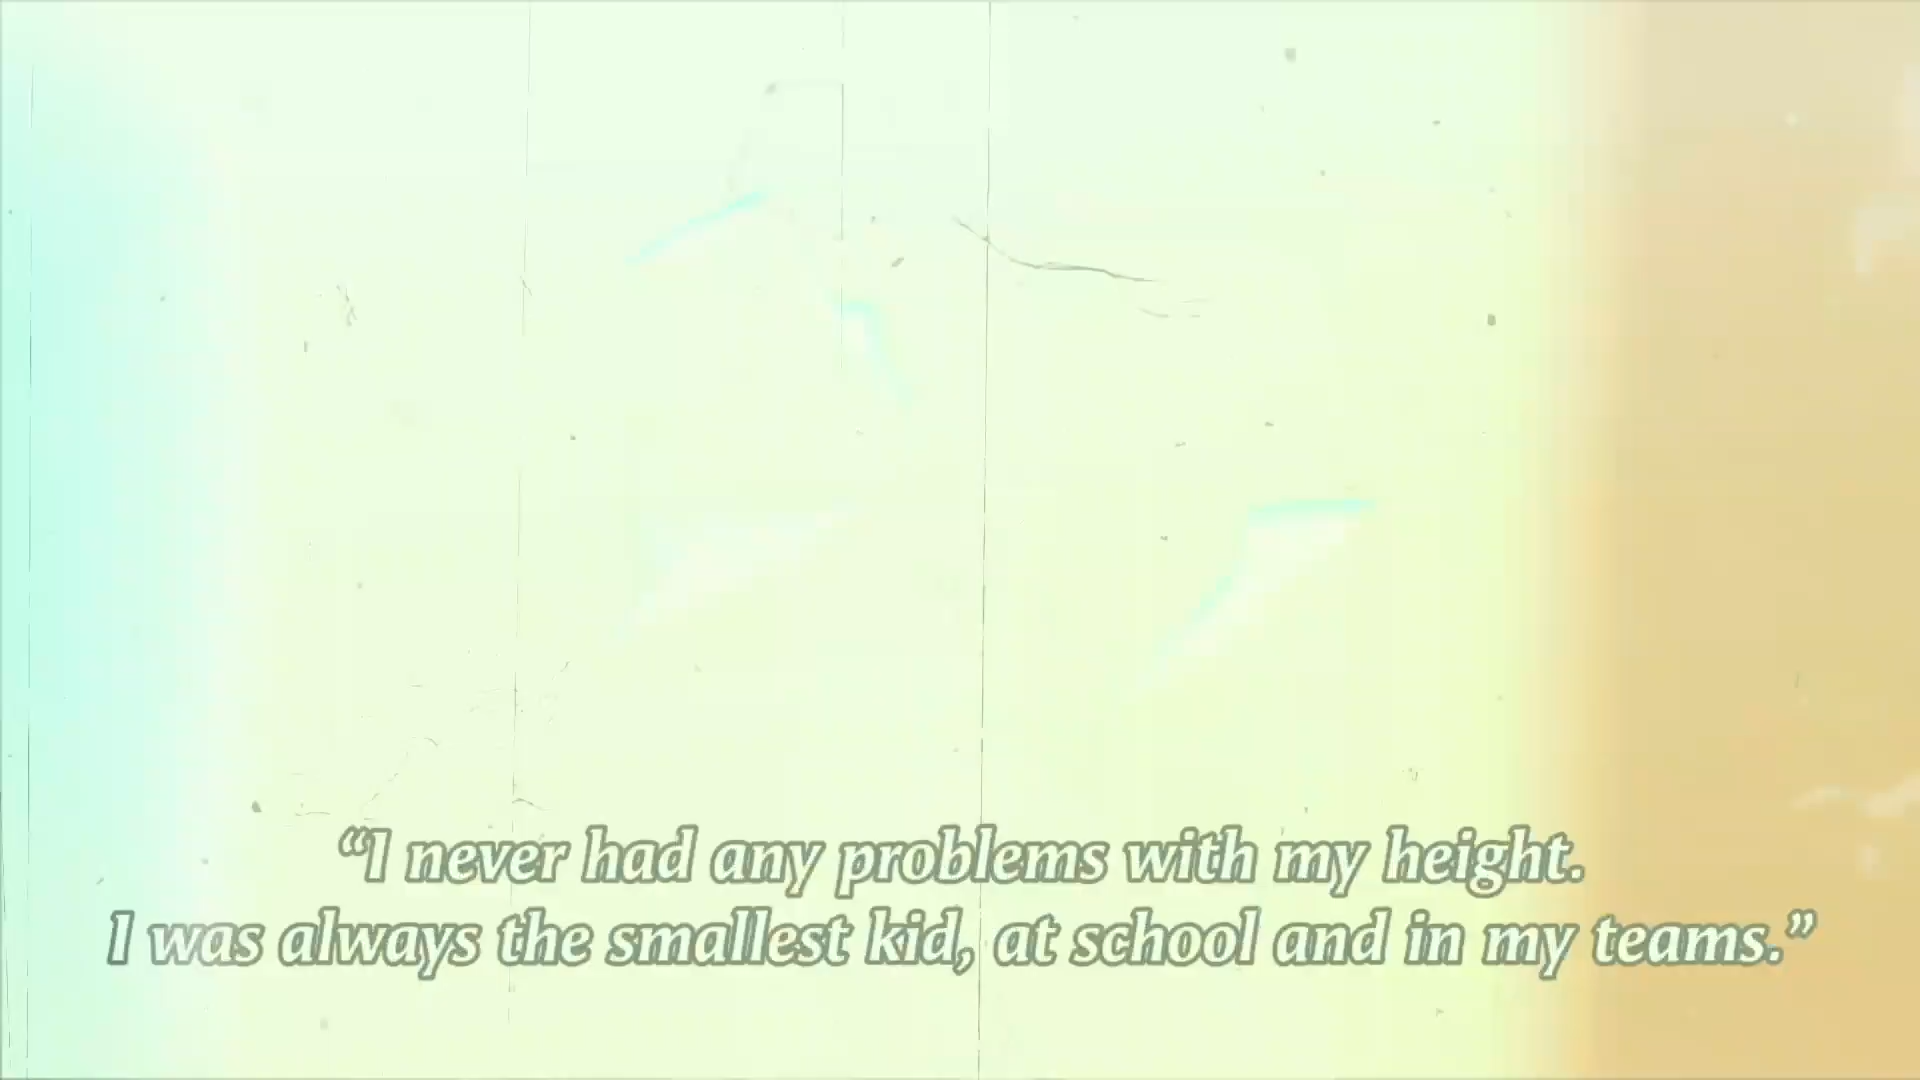 “I never had any problems with my height.
I was always the smallest kid, at school and in my teams.”